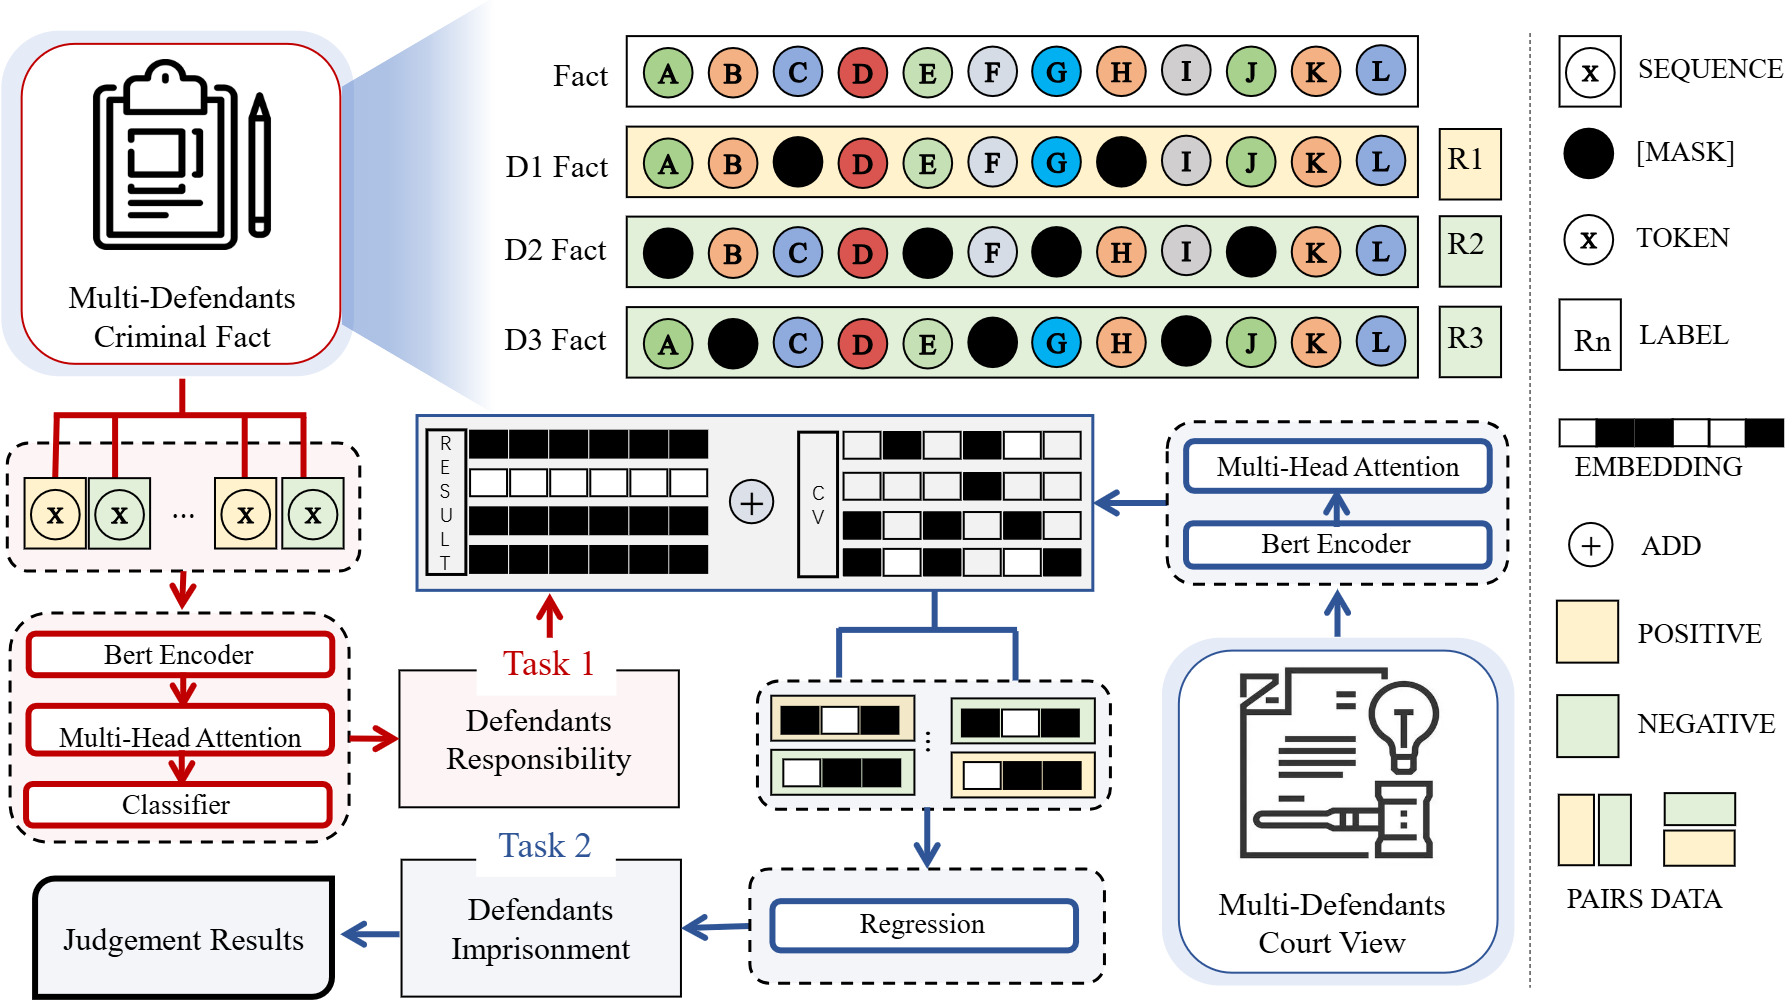 Multi-Defendants
Criminal Fact
Fact
A B C D E F G H I J K L
D1 Fact
A B D E F G I J K L
R1
D2 Fact
B C D F H I K L
R2
D3 Fact
A C D E G H J K L
R3
x x ... x x
Bert Encoder
Multi-Head Attention
Classifier
RESULT
+
CV
Multi-Head Attention
Bert Encoder
Task 1
Defendants
Responsibility
Task 2
Defendants
Imprisonment
Judgement Results
Regression
Multi-Defendants
Court View
x SEQUENCE
[MASK]
x TOKEN
Rn LABEL
EMBEDDING
+ ADD
POSITIVE
NEGATIVE
PAIRS DATA